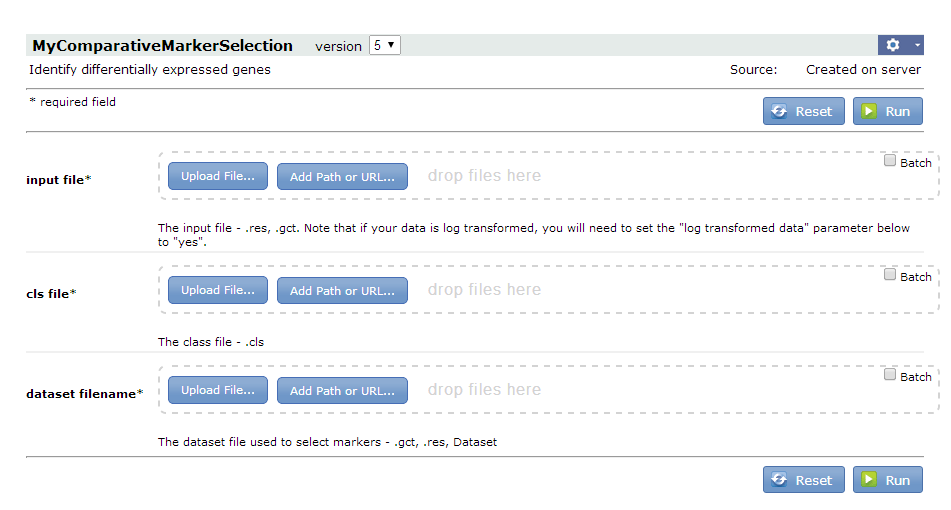 MyComparativeMarkerSelection version 5
Identify differentially expressed genes Source: Created on server
* required field Reset Run
Batch
input file* Upload File... Add Path or URL... drop files here
The input file - .res, .gct. Note that if your data is log transformed, you will need to set the "log transformed data" parameter below
to "yes".
Batch
cls file* Upload File... Add Path or URL... drop files here
The class file - .cls
Batch
dataset filename* Upload File... Add Path or URL... drop files here
The dataset file used to select markers - .gct, .res, Dataset
Reset Run